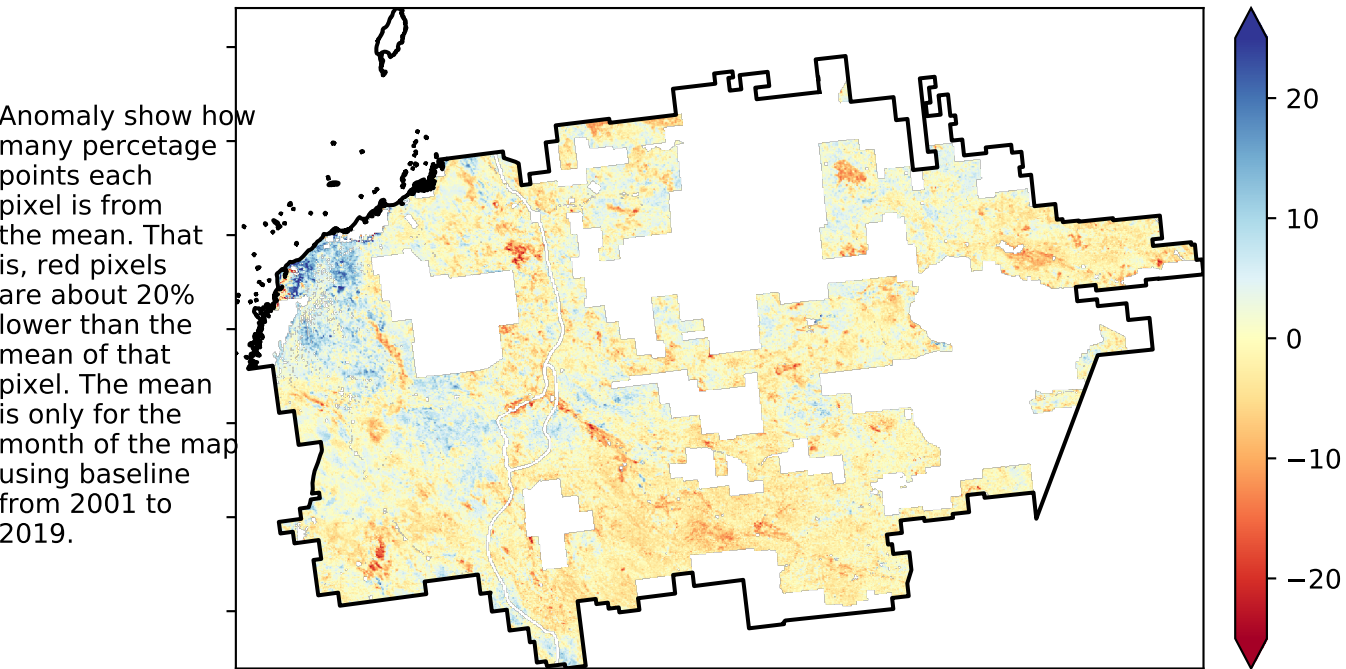 Anomaly show how
many percetage
points each
pixel is from
the mean. That
is, red pixels
are about 20%
lower than the
mean of that
pixel. The mean
is only for the
month of the map
using baseline
from 2001 to
2019.
20
10
0
−10
−20